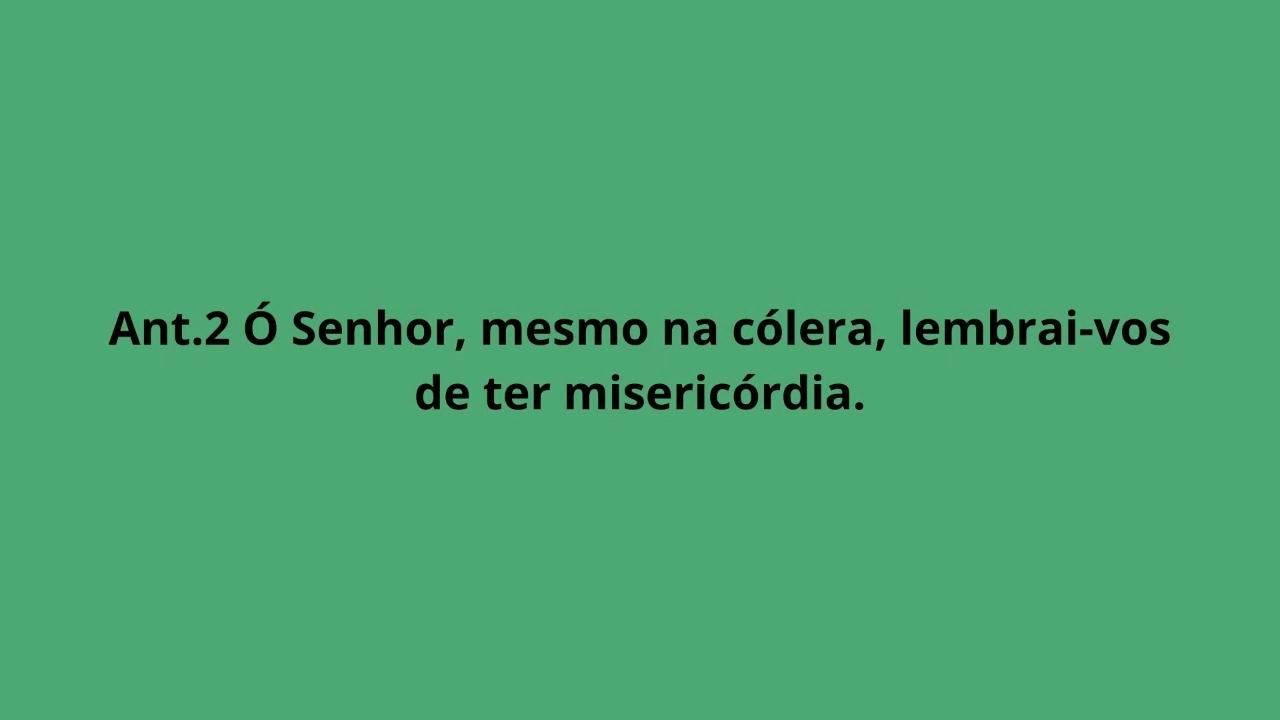 Ant.2 Ó Senhor, mesmo na cólera, lembrai-vos
de ter misericórdia.